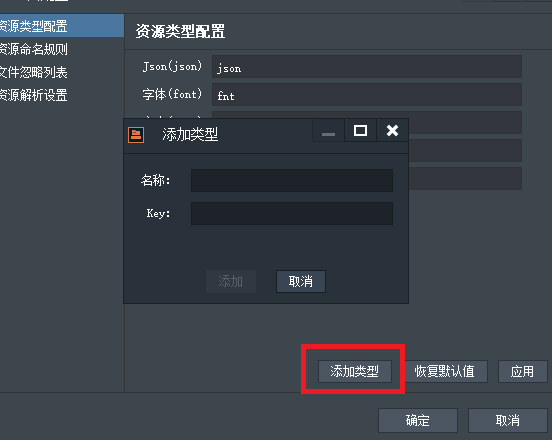 资源类型配置
资源命名规则
文件忽略列表
资源解析设置
资源类型配置
Json(json)
json
字体(font)
fnt
添加类型
名称:
Key:
添加
取消
添加类型
恢复默认值
应用
确定
取消